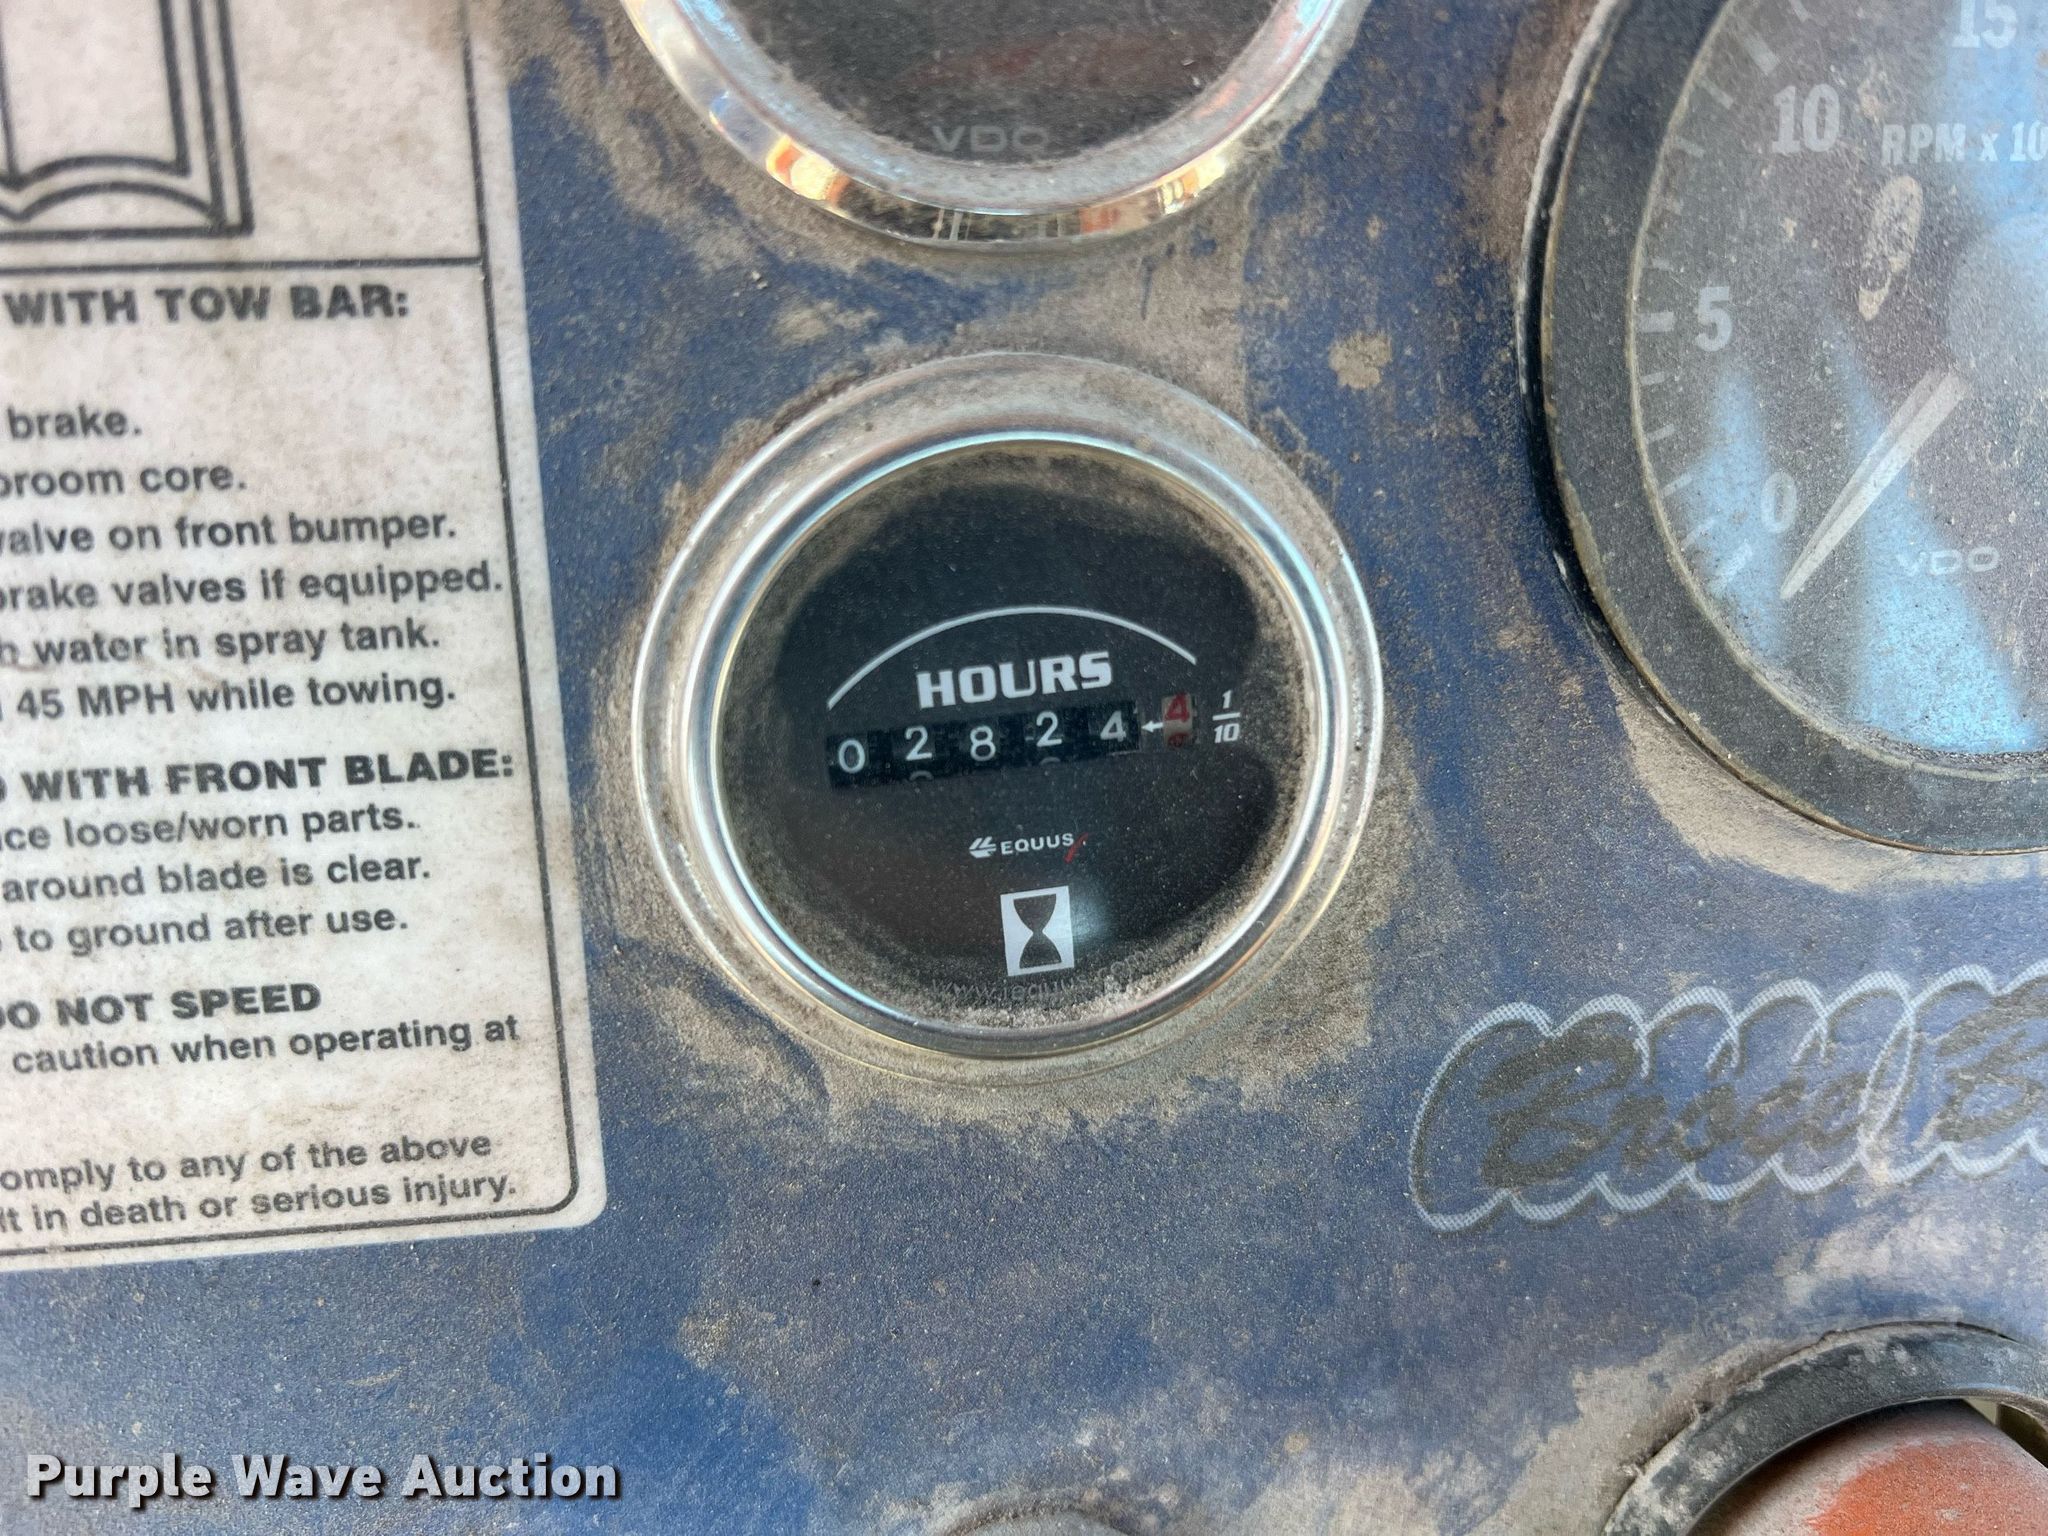 WITH TOW BAR:
brake.
broom core.
valve on front bumper.
brake valves if equipped.
water in spray tank.
45 MPH while towing.
WITH FRONT BLADE:
loose/worn parts.
around blade is clear.
to ground after use.
DO NOT SPEED
caution when operating at
omply to any of the above
in death or serious injury.
VDO
HOURS
0 2 8 2 4 4 1/10
EQUUS
15
10
RPM x 10
5
0
VDO
Broce B
Purple Wave Auction